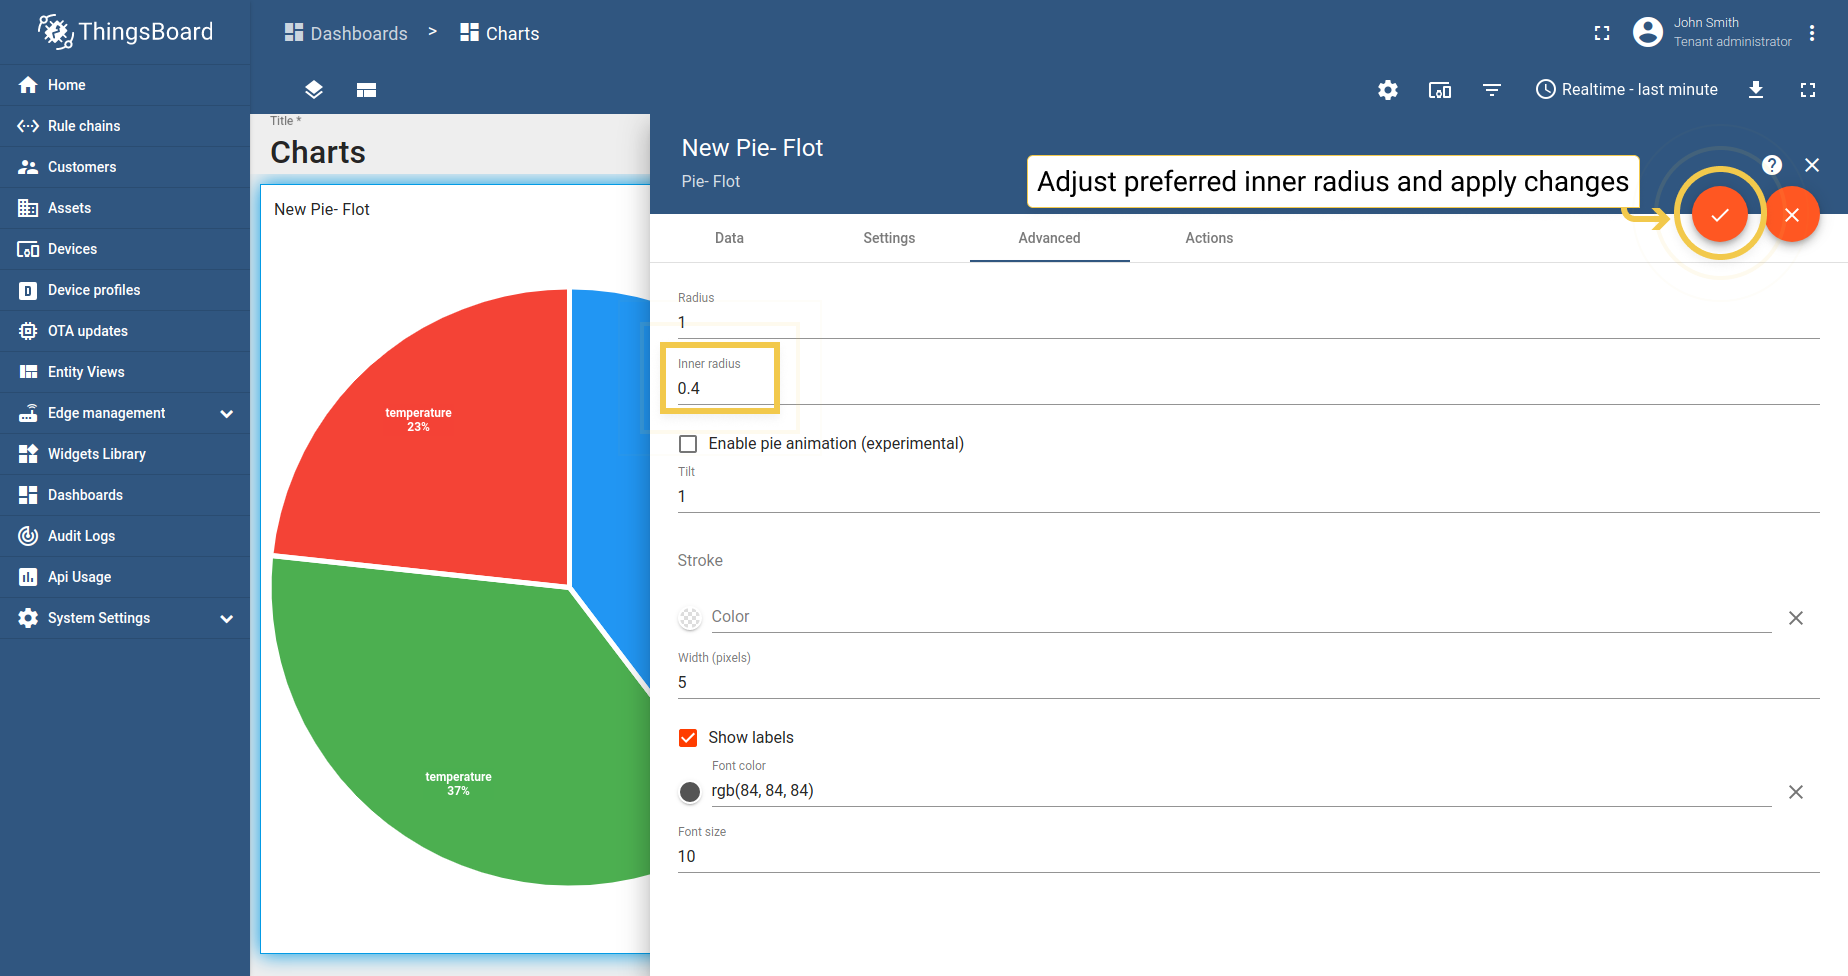 ThingsBoard
Home
Rule chains
Customers
Assets
Devices
Device profiles
OTA updates
Entity Views
Edge management
Widgets Library
Dashboards
Audit Logs
Api Usage
System Settings
Dashboards > Charts
John Smith
Tenant administrator
Realtime - last minute
Title *
Charts
New Pie- Flot
temperature
23%
temperature
37%
New Pie- Flot
Pie- Flot
Adjust preferred inner radius and apply changes
Data Settings Advanced Actions
Radius
1
Inner radius
0.4
Enable pie animation (experimental)
Tilt
1
Stroke
Color
Width (pixels)
5
Show labels
Font color
rgb(84, 84, 84)
Font size
10